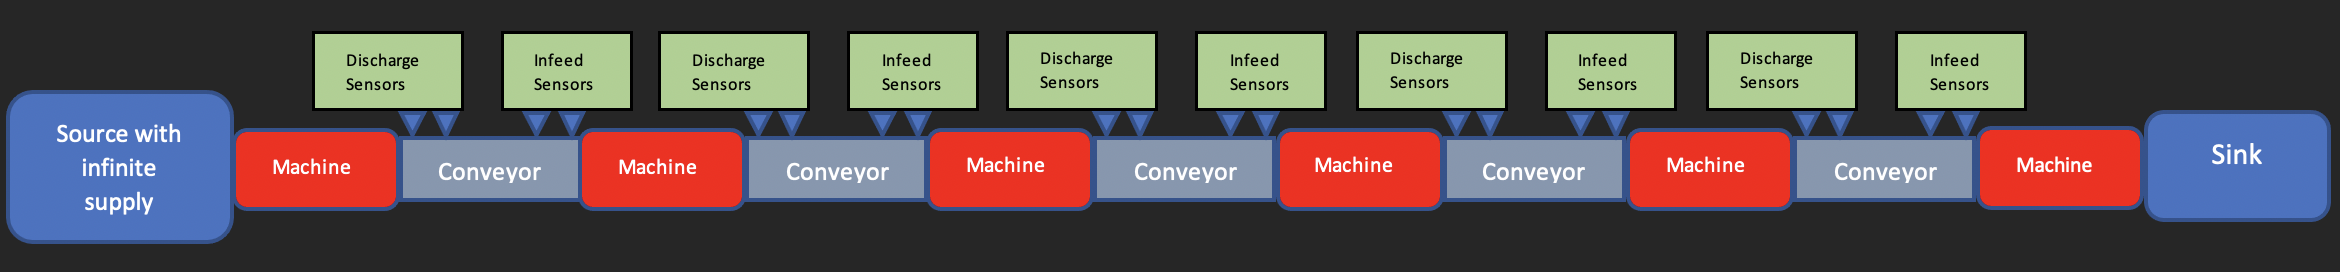 Discharge
Sensors
Infeed
Sensors
Discharge
Sensors
Infeed
Sensors
Discharge
Sensors
Infeed
Sensors
Discharge
Sensors
Infeed
Sensors
Discharge
Sensors
Infeed
Sensors
Source with
infinite
supply
Machine
Conveyor
Machine
Conveyor
Machine
Conveyor
Machine
Conveyor
Machine
Conveyor
Machine
Sink